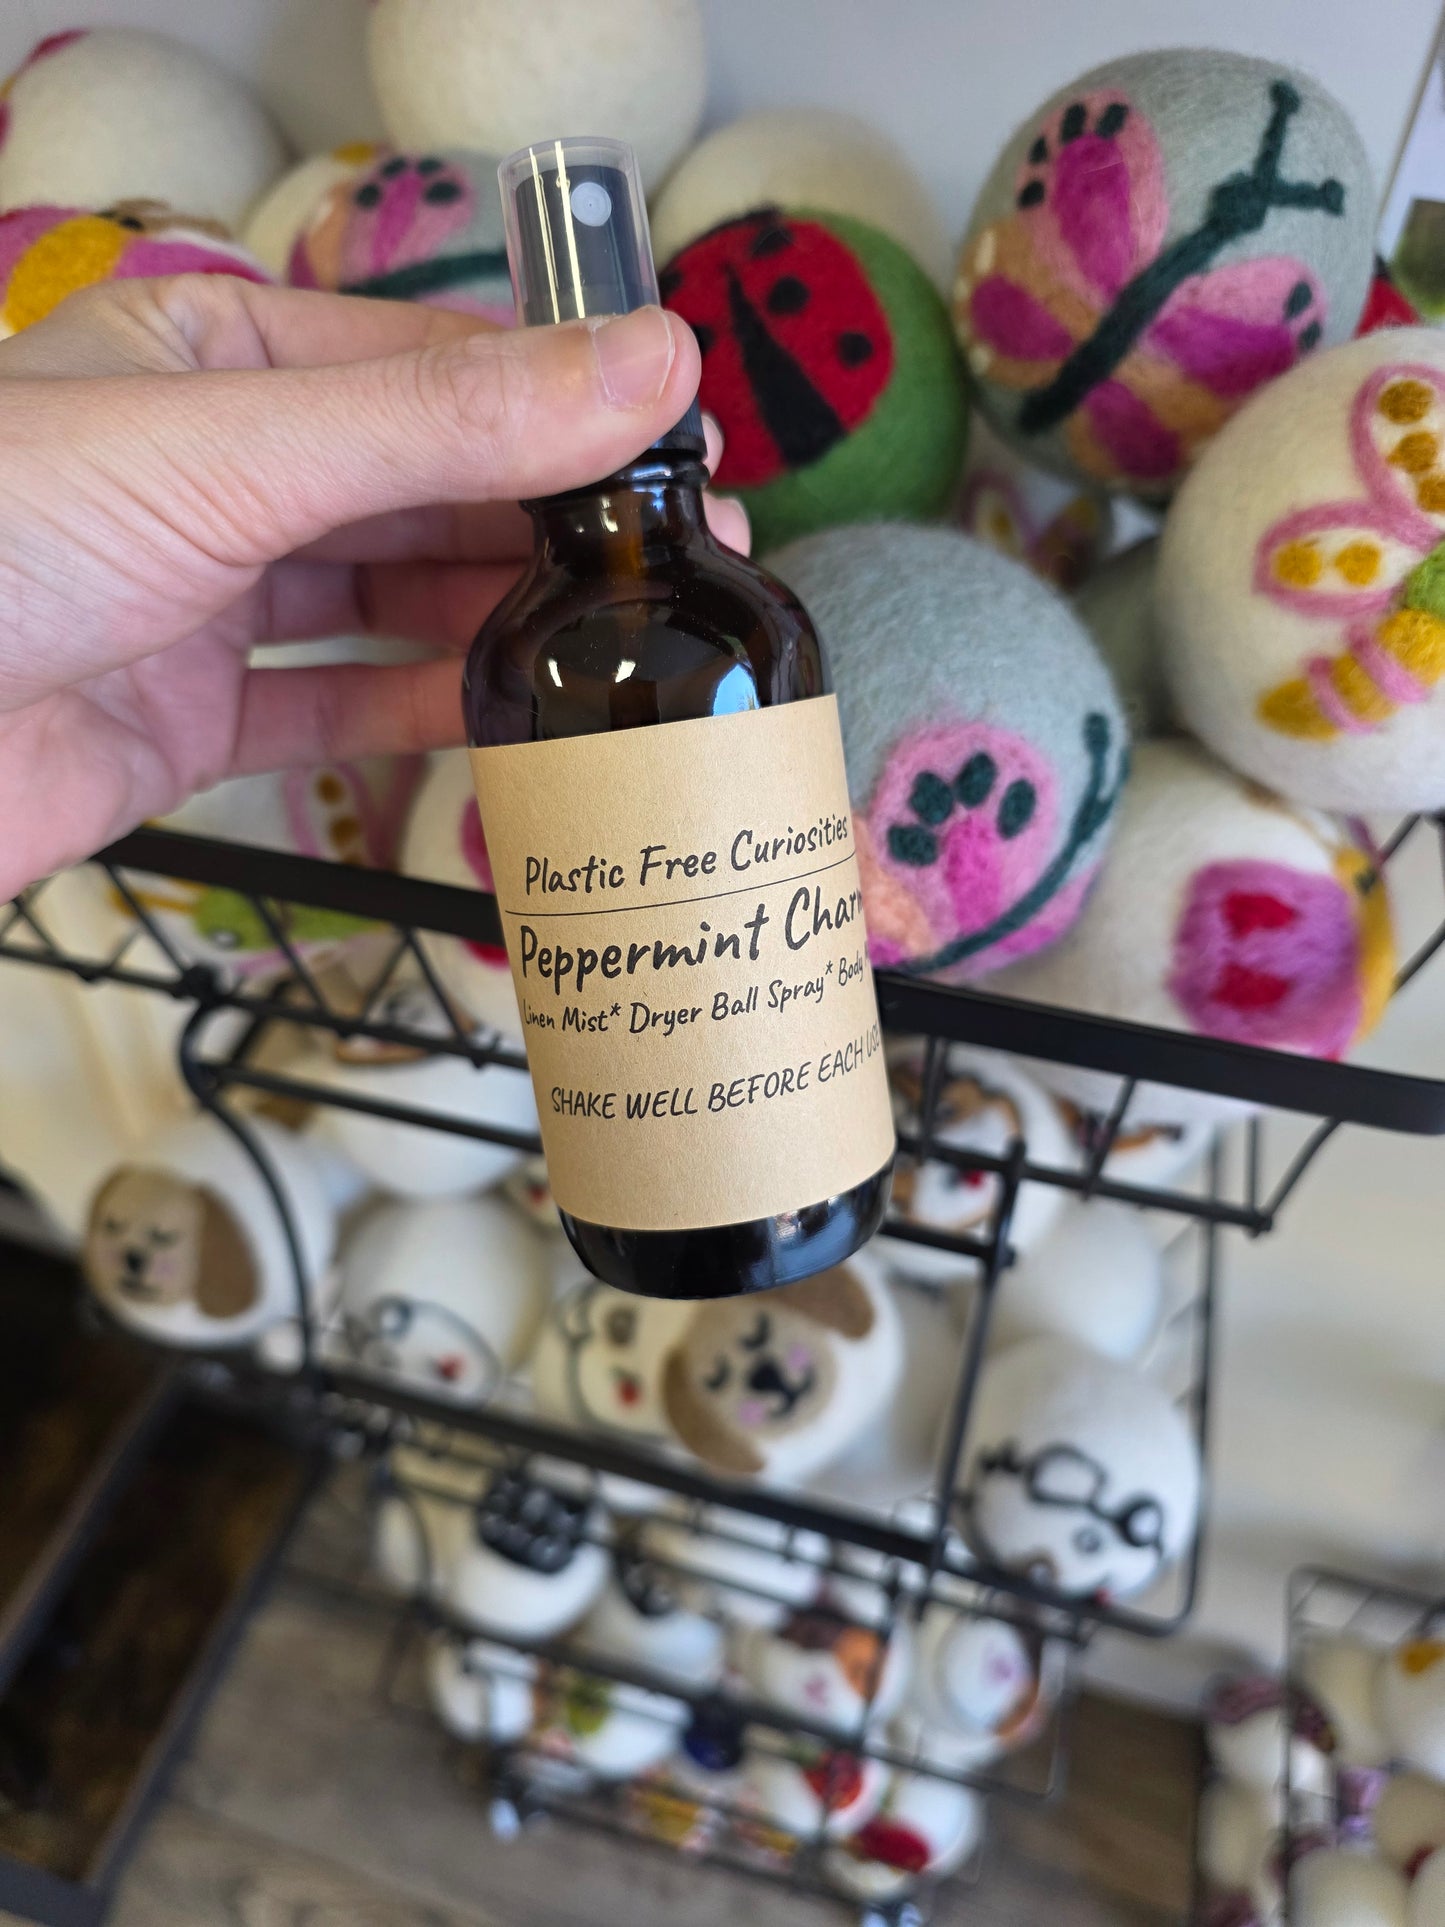 Plastic Free Curiosities
Peppermint Charm
Linen Mist* Dryer Ball Spray* Body
SHAKE WELL BEFORE EACH USE